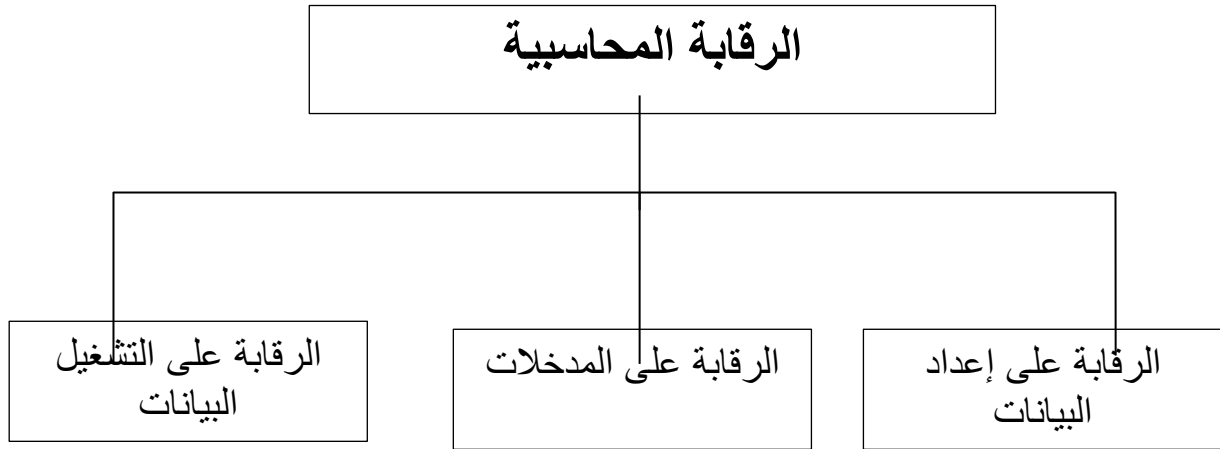 الرقابة المحاسبية
الرقابة على إعداد
البيانات
الرقابة على المدخلات
الرقابة على التشغيل
البيانات